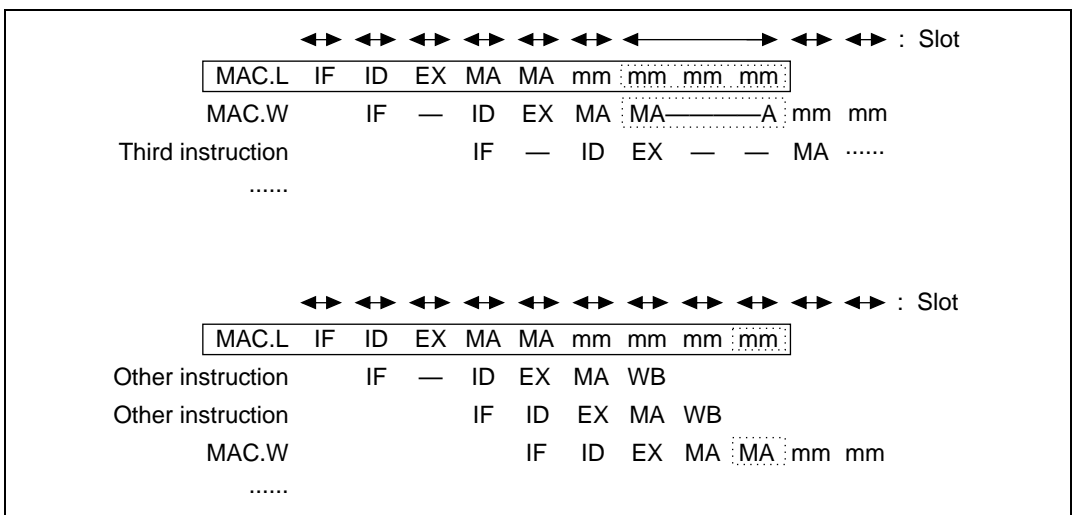 : Slot
MAC.L IF ID EX MA MA mm mm mm mm
MAC.W IF — ID EX MA MA————A mm mm
Third instruction IF — ID EX — — MA ······
······
: Slot
MAC.L IF ID EX MA MA mm mm mm mm
Other instruction IF — ID EX MA WB
Other instruction IF ID EX MA WB
MAC.W IF ID EX MA MA mm mm
······